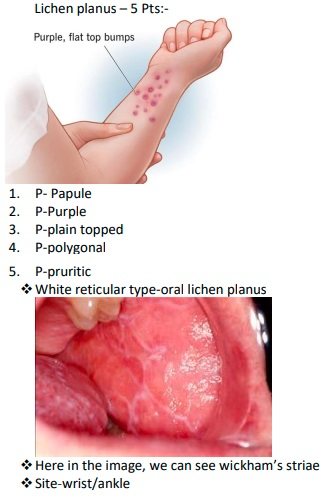 Lichen planus – 5 Pts:-
Purple, flat top bumps
1. P- Papule
2. P-Purple
3. P-plain topped
4. P-polygonal
5. P-pruritic
❖ White reticular type-oral lichen planus
❖ Here in the image, we can see wickham's striae
❖ Site-wrist/ankle